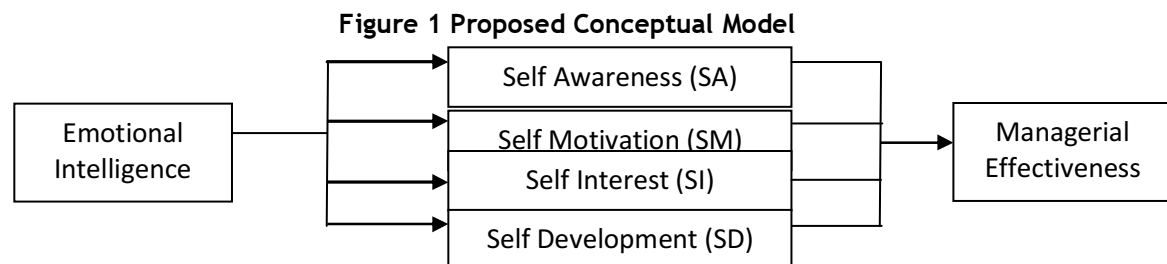 Figure 1 Proposed Conceptual Model
Self Awareness (SA)
Emotional
Intelligence
Self Motivation (SM)
Self Interest (SI)
Self Development (SD)
Managerial
Effectiveness